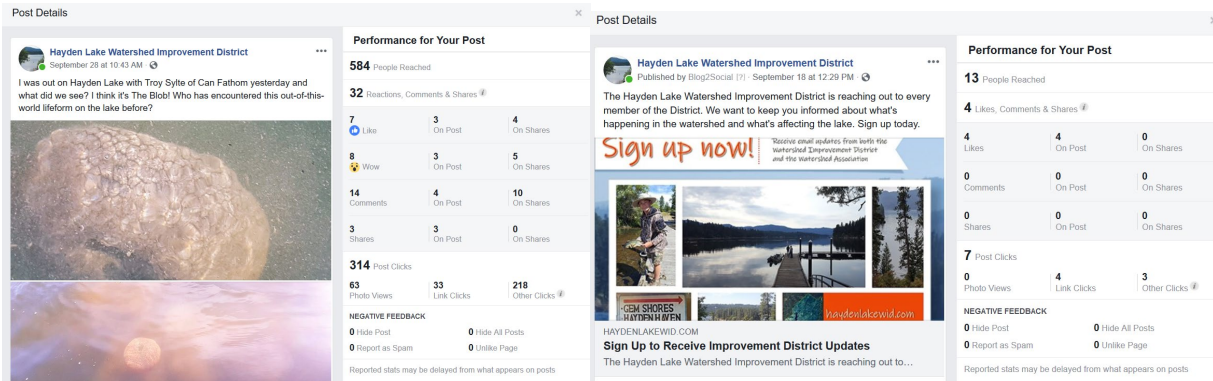 Post Details
Hayden Lake Watershed Improvement District
September 28 at 10:43 AM ·
I was out on Hayden Lake with Troy Sylte of Can Fathom yesterday and
what did we see? I think it's The Blob! Who has encountered this out-of-this-
world lifeform on the lake before?
Performance for Your Post
584 People Reached
32 Reactions, Comments & Shares
7 3 4
Like On Post On Shares
8 3 5
Wow On Post On Shares
14 4 10
Comments On Post On Shares
3 3 0
Shares On Post On Shares
314 Post Clicks
63 33 218
Photo Views Link Clicks Other Clicks
NEGATIVE FEEDBACK
0 Hide Post 0 Hide All Posts
0 Report as Spam 0 Unlike Page
Reported stats may be delayed from what appears on posts
Post Details
Hayden Lake Watershed Improvement District
Published by Blog2Social [?] · September 18 at 12:29 PM ·
The Hayden Lake Watershed Improvement District is reaching out to every
member of the District. We want to keep you informed about what's
happening in the watershed and what's affecting the lake. Sign up today.
Sign up now!
Receive email updates from both the
Watershed Improvement District
and the Watershed Association
GEM SHORES
HAYDEN HAVEN
haydenlakewid.com
HAYDENLAKEWID.COM
Sign Up to Receive Improvement District Updates
The Hayden Lake Watershed Improvement District is reaching out to…
Performance for Your Post
13 People Reached
4 Likes, Comments & Shares
4 4 0
Likes On Post On Shares
0 0 0
Comments On Post On Shares
0 0 0
Shares On Post On Shares
7 Post Clicks
0 4 3
Photo Views Link Clicks Other Clicks
NEGATIVE FEEDBACK
0 Hide Post 0 Hide All Posts
0 Report as Spam 0 Unlike Page
Reported stats may be delayed from what appears on posts